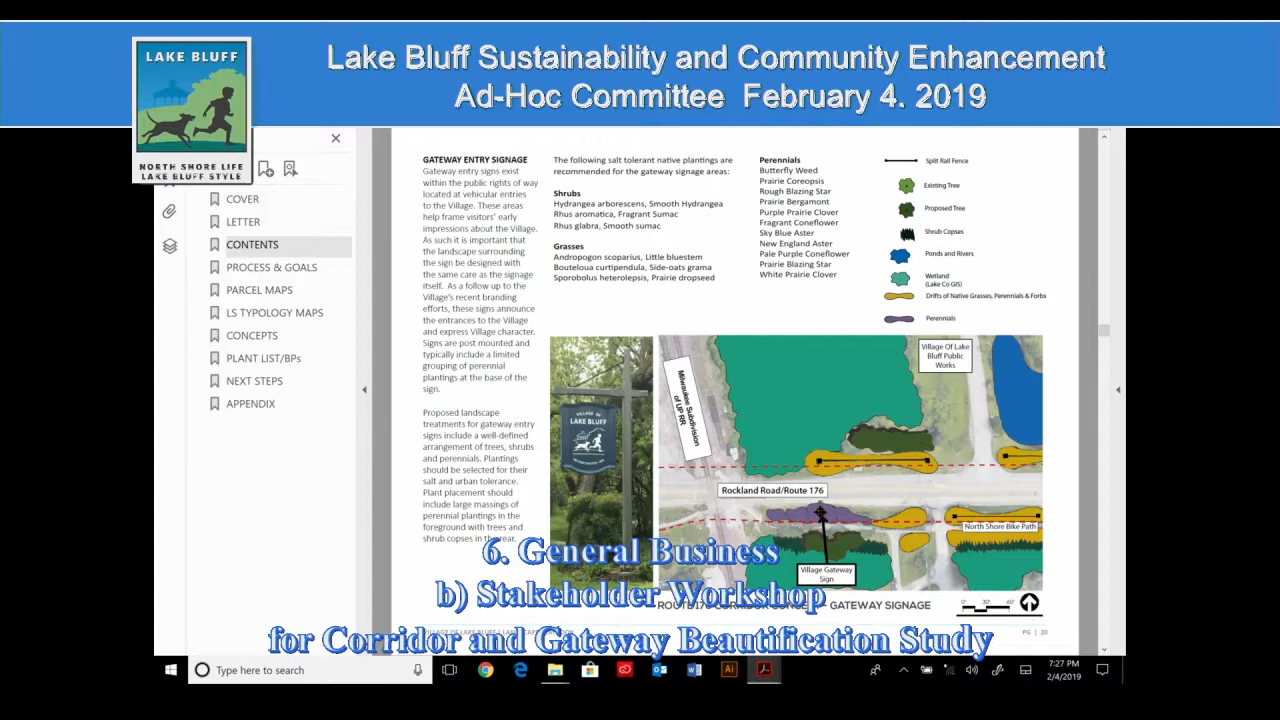 Lake Bluff Sustainability and Community Enhancement
Ad-Hoc Committee February 4. 2019
LAKE BLUFF
NORTH SHORE LIFE
LAKE BLUFF STYLE
COVER
LETTER
CONTENTS
PROCESS & GOALS
PARCEL MAPS
LS TYPOLOGY MAPS
CONCEPTS
PLANT LIST/BPs
NEXT STEPS
APPENDIX
GATEWAY ENTRY SIGNAGE
Gateway entry signs exist
within the public rights of way
located at vehicular entries
to the Village. These areas
help frame visitors' early
impressions about the Village.
As such it is important that
the landscape surrounding
the sign be designed with
the same care as the signage
itself. As a follow up to the
Village's recent branding
efforts, these signs announce
the entrances to the Village
and express Village character.
Signs are post mounted and
typically include a limited
grouping of perennial
plantings at the base of the
sign.
Proposed landscape
treatments for gateway entry
signs include a well-defined
arrangement of trees, shrubs
and perennials. Plantings
should be selected for their
salt and urban tolerance.
Plant placement should
include large massings of
perennial plantings in the
foreground with trees and
shrub copses in the rear.
The following salt tolerant native plantings are
recommended for the gateway signage areas:
Shrubs
Hydrangea arborescens, Smooth Hydrangea
Rhus aromatica, Fragrant Sumac
Rhus glabra, Smooth sumac
Grasses
Andropogon scoparius, Little bluestem
Bouteloua curtipendula, Side-oats grama
Sporobolus heterolepsis, Prairie dropseed
Perennials
Butterfly Weed
Prairie Coreopsis
Rough Blazing Star
Prairie Bergamont
Purple Prairie Clover
Fragrant Coneflower
Sky Blue Aster
New England Aster
Pale Purple Coneflower
Prairie Blazing Star
White Prairie Clover
Split Rail Fence
Existing Tree
Proposed Tree
Shrub Copses
Ponds and Rivers
Wetland
(Lake Co GIS)
Drifts of Native Grasses, Perennials & Forbs
Perennials
VILLAGE OF
LAKE BLUFF
Milwaukee Subdivision
of UP RR
Village Of Lake
Bluff Public
Works
Rockland Road/Route 176
North Shore Bike Path
Village Gateway
Sign
0' 30' 60'
GATEWAY SIGNAGE
PG | 20
6. General Business
b) Stakeholder Workshop
for Corridor and Gateway Beautification Study
Type here to search
Ai
7:27 PM
2/4/2019